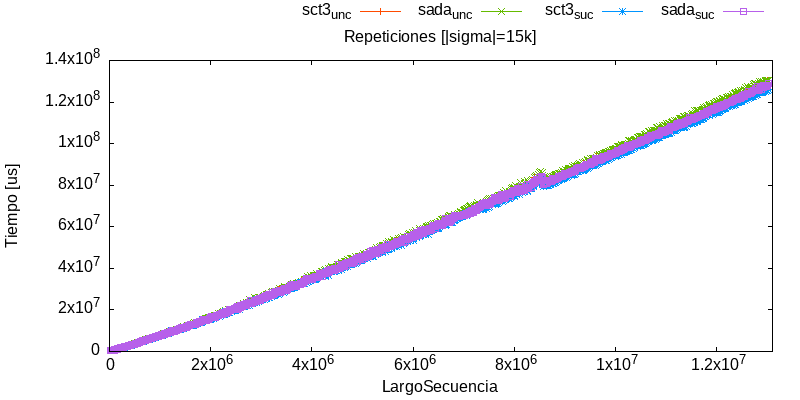 sct3unc sadaunc sct3suc sadasuc
Repeticiones [|sigma|=15k]
1.4x10^8
1.2x10^8
1x10^8
8x10^7
6x10^7
4x10^7
2x10^7
0
Tiempo [us]
0 2x10^6 4x10^6 6x10^6 8x10^6 1x10^7 1.2x10^7
LargoSecuencia